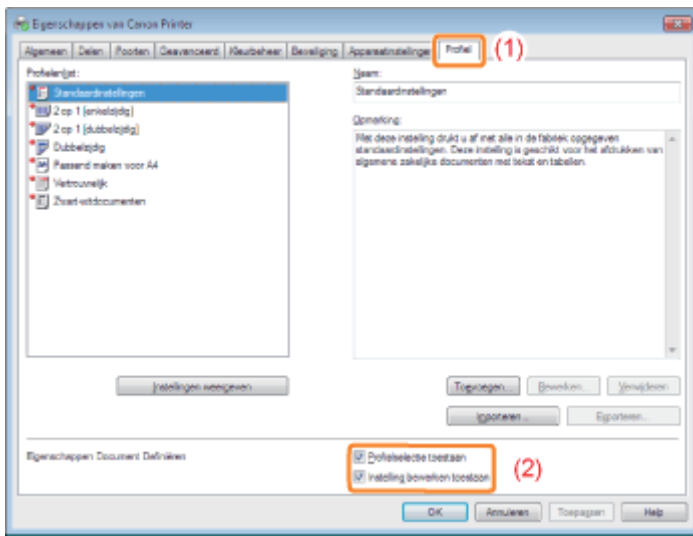 Eigenschappen van Canon Printer
Algemeen Delen Poorten Geavanceerd Kleurbeheer Beveiliging Apparaatinstellingen Profiel (1)
Profielenlijst:
Naam:
Standaardinstellingen
Standaardinstellingen
2 op 1 (enkelzijdig)
2 op 1 (dubbelzijdig)
Dubbelzijdig
Passend maken voor A4
Vertrouwelijk
Zwart-witdocumenten
Opmerking:
Met deze instelling drukt u af met alle in de fabriek opgegeven
standaardinstellingen. Deze instelling is geschikt voor het afdrukken van
algemene zakelijke documenten met tekst en tabellen.
Instellingen weergeven
Toevoegen... Bewerken... Verwijderen
Importeren... Exporteren...
Eigenschappen Document Definiëren
Profielselectie toestaan
Instelling bewerken toestaan
(2)
OK Annuleren Toepassen Help